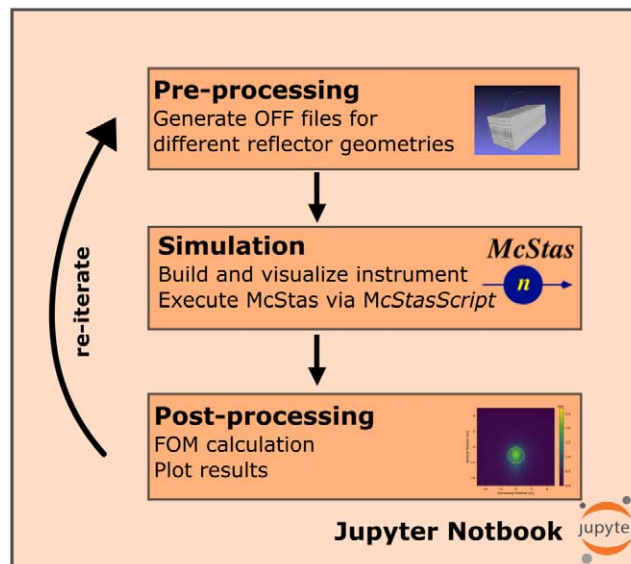 Pre-processing
Generate OFF files for
different reflector geometries
Simulation
Build and visualize instrument
Execute McStas via McStasScript
McStas
n
re-iterate
Post-processing
FOM calculation
Plot results
Jupyter Notbook
jupyter